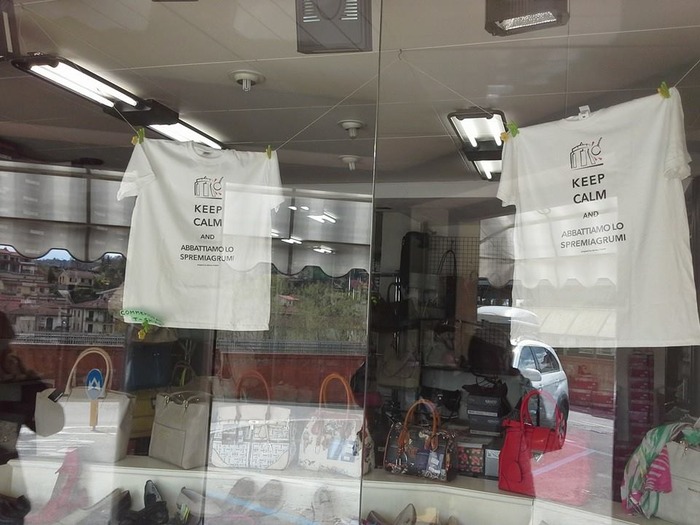 KEEP
CALM
AND
ABBATTIAMO LO
SPREMIAGRUMI
KEEP
CALM
AND
ABBATTIAMO LO
SPREMIAGRUMI